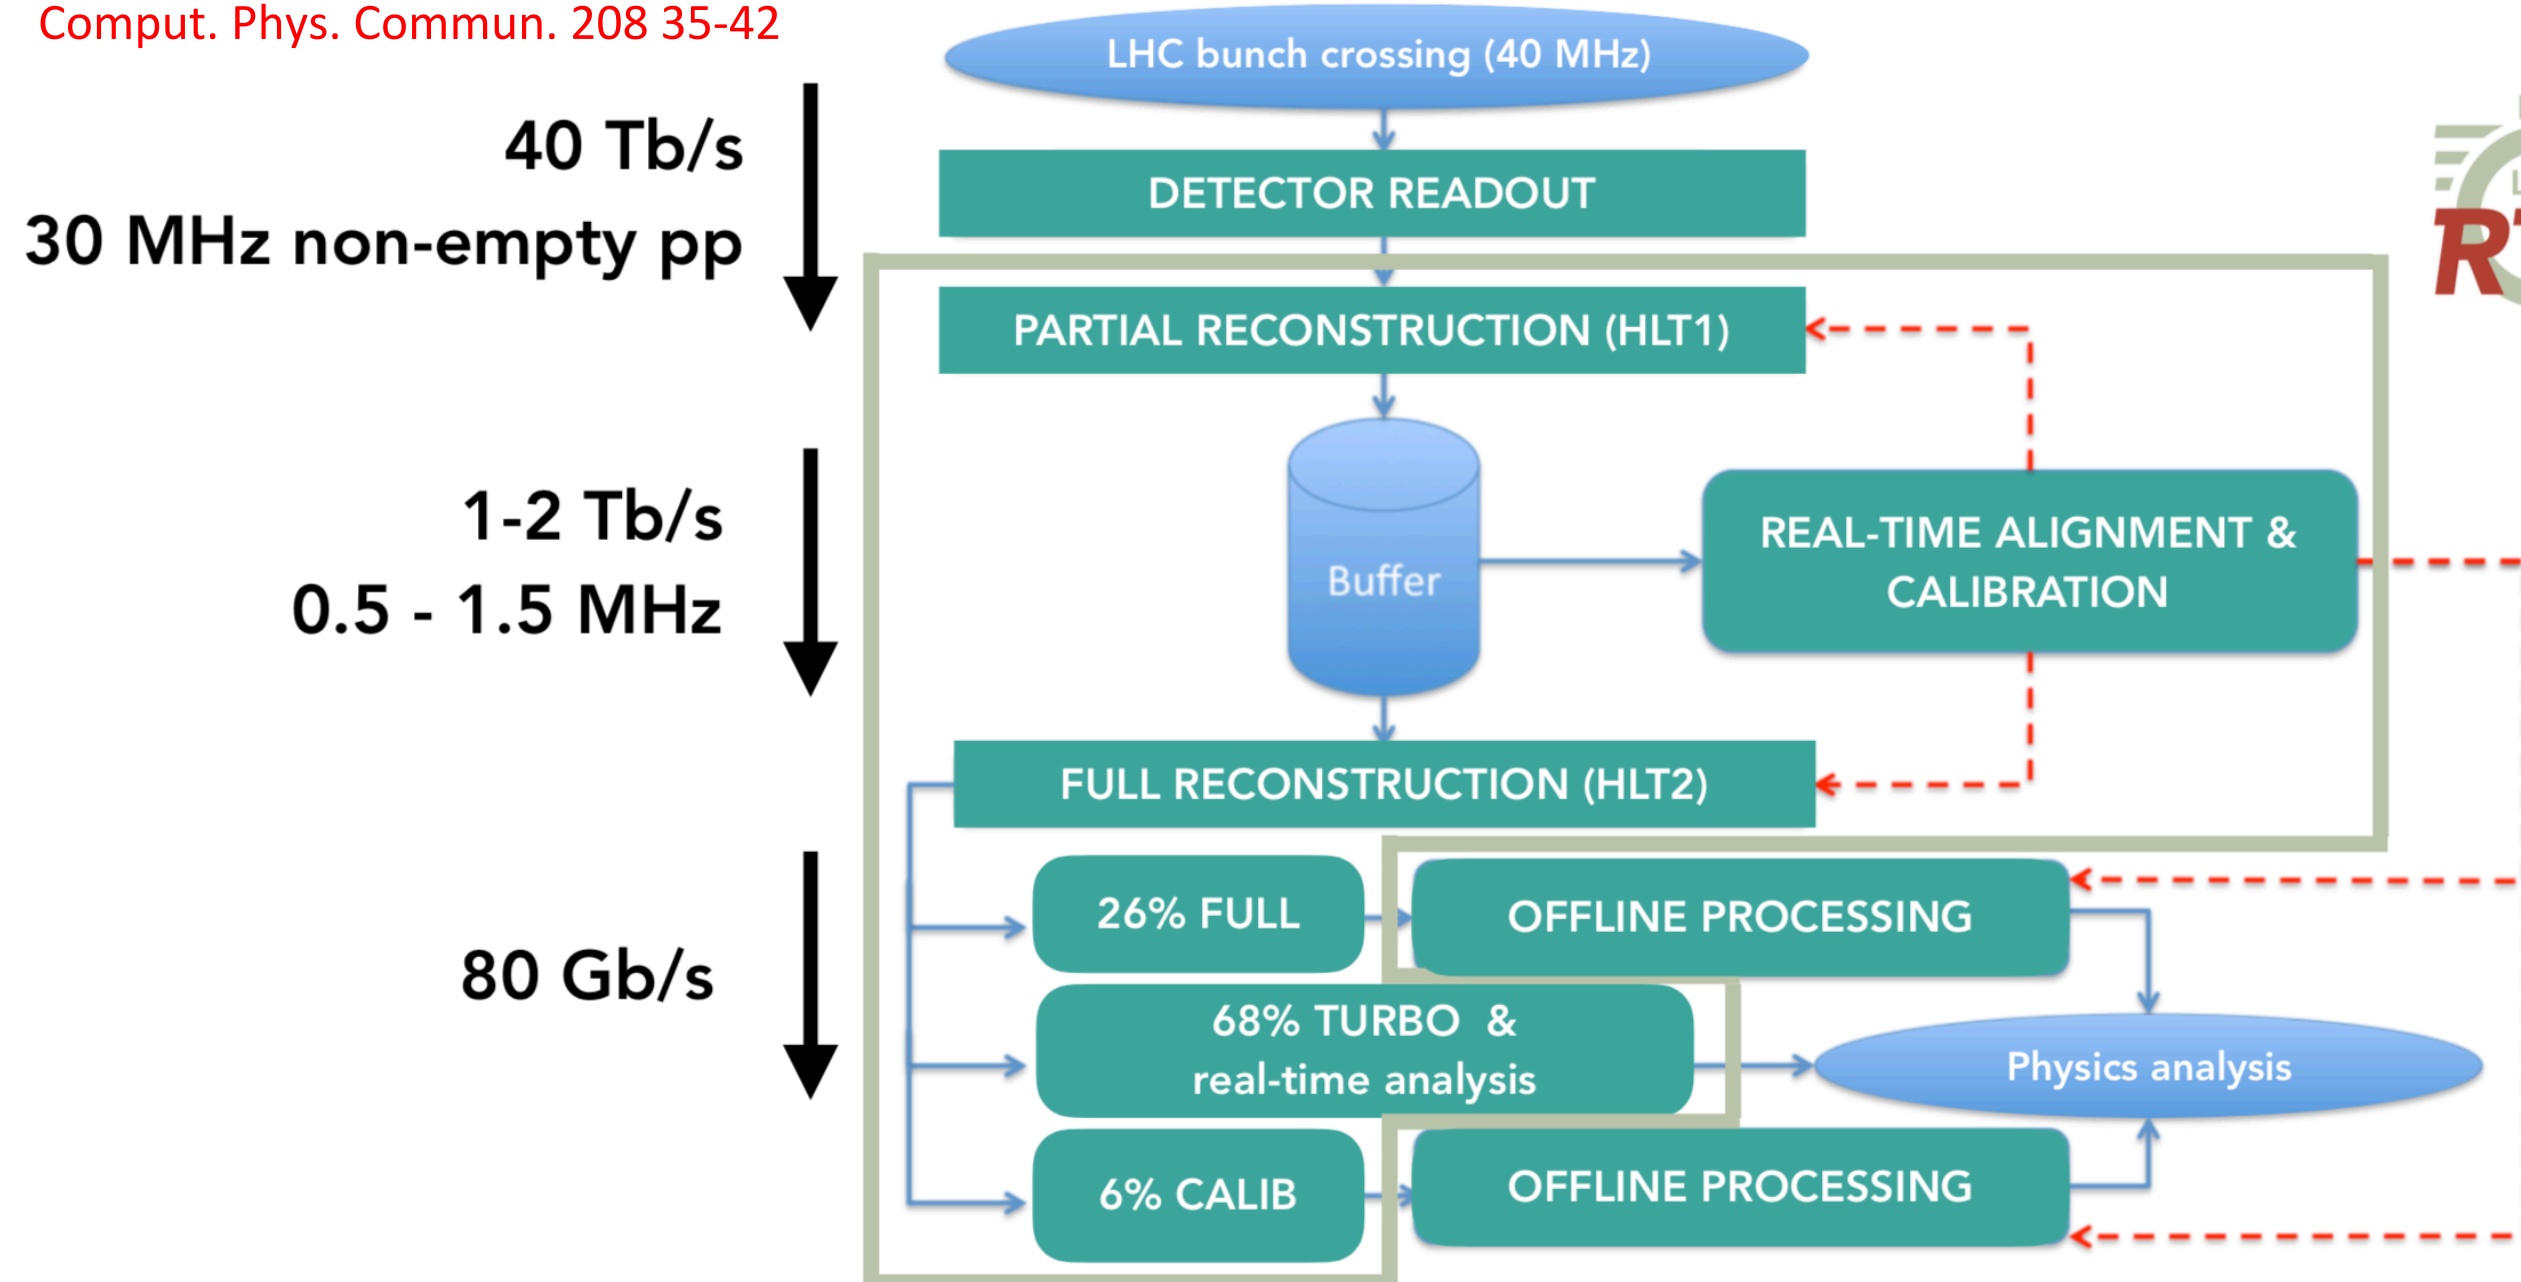 Comput. Phys. Commun. 208 35-42
LHC bunch crossing (40 MHz)
40 Tb/s
30 MHz non-empty pp
DETECTOR READOUT
PARTIAL RECONSTRUCTION (HLT1)
1-2 Tb/s
0.5 - 1.5 MHz
Buffer
REAL-TIME ALIGNMENT &
CALIBRATION
FULL RECONSTRUCTION (HLT2)
80 Gb/s
26% FULL
OFFLINE PROCESSING
68% TURBO &
real-time analysis
Physics analysis
6% CALIB
OFFLINE PROCESSING